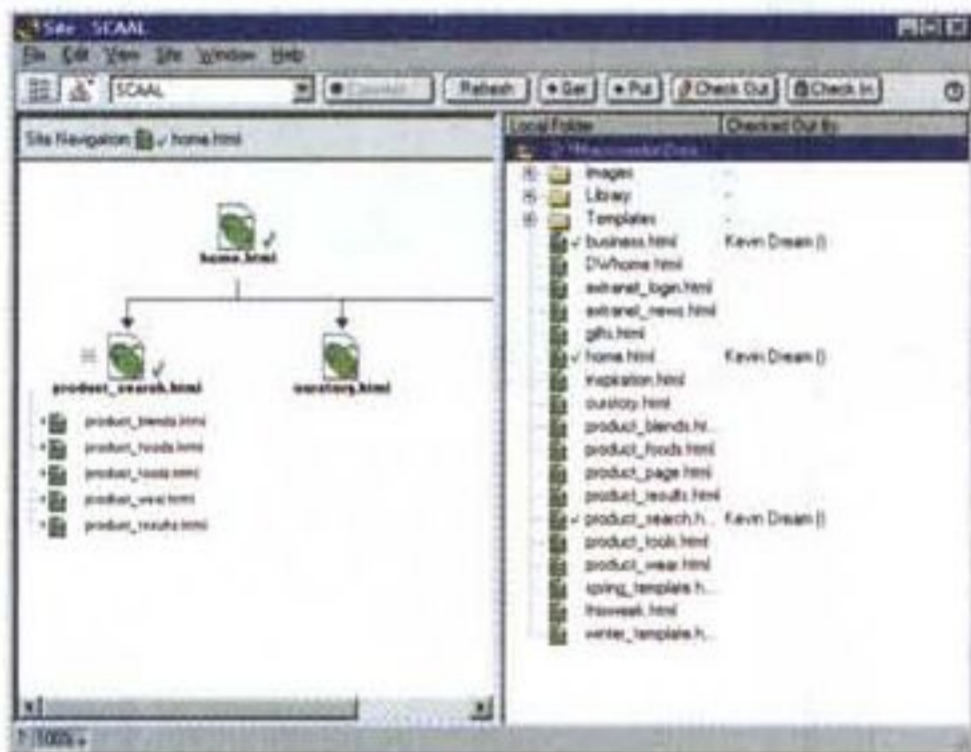 Site - SCAAL
File Edit View Site Window Help
SCAAL Connect Refresh Get Put Check Out Check In
Site Navigation: home.html
home.html
product_search.html ourstory.html
product_blends.html
product_foods.html
product_tools.html
product_wear.html
product_results.html
Local Folder Checked Out By
Images -
Library -
Templates -
business.html Kevin Dream ()
DWhome.html
extranet_login.html
extranet_news.html
gifts.html
home.html Kevin Dream ()
inspiration.html
ourstory.html
product_blends.ht...
product_foods.html
product_page.html
product_results.html
product_search.h... Kevin Dream ()
product_tools.html
product_wear.html
spring_template.h...
thisweek.html
winter_template.h...
100%